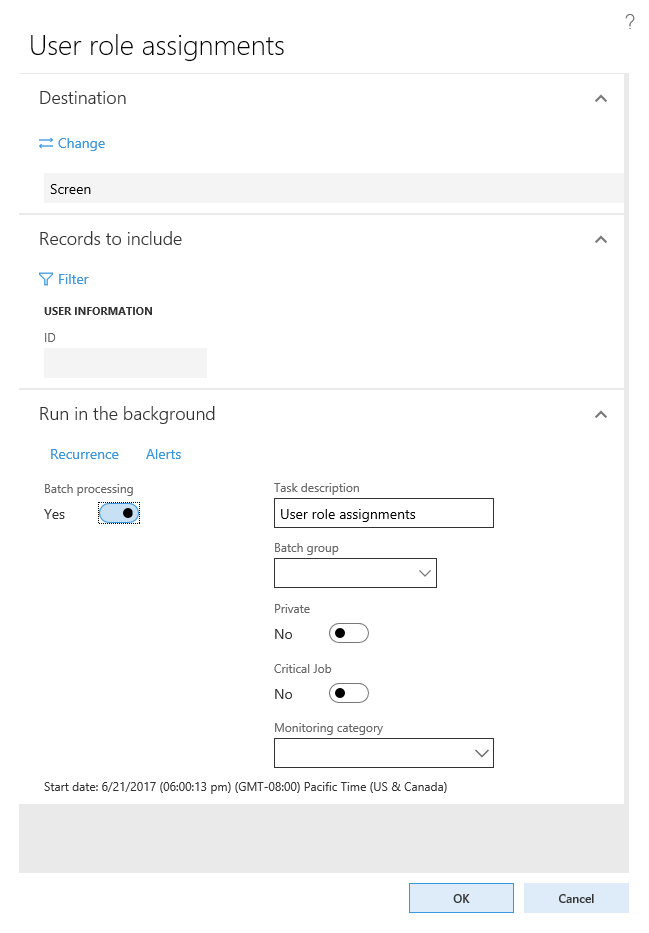 ?
User role assignments
Destination
Change
Screen
Records to include
Filter
USER INFORMATION
ID
Run in the background
Recurrence Alerts
Batch processing
Yes
Task description
User role assignments
Batch group
Private
No
Critical Job
No
Monitoring category
Start date: 6/21/2017 (06:00:13 pm) (GMT-08:00) Pacific Time (US & Canada)
OK Cancel